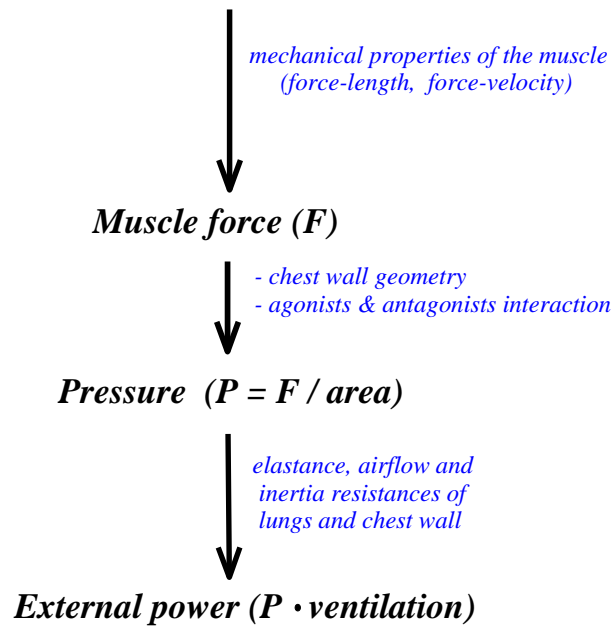 mechanical properties of the muscle
(force-length, force-velocity)
Muscle force (F)
- chest wall geometry
- agonists & antagonists interaction
Pressure (P = F / area)
elastance, airflow and
inertia resistances of
lungs and chest wall
External power (P · ventilation)